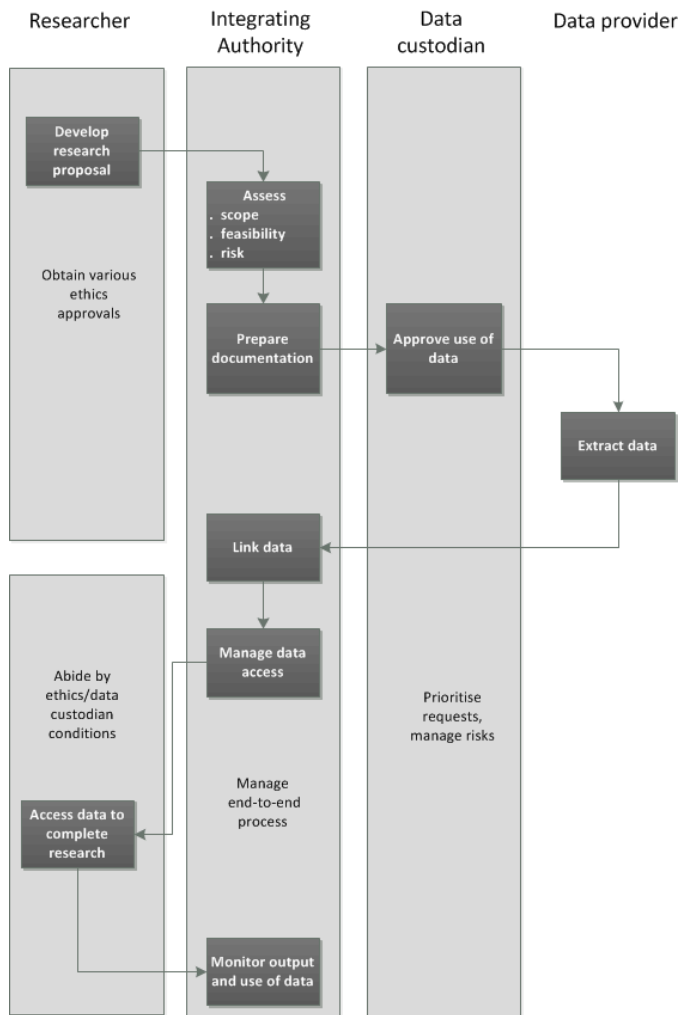 Researcher
Integrating
Authority
Data
custodian
Data provider
Develop
research
proposal
Assess
. scope
. feasibility
. risk
Obtain various
ethics
approvals
Prepare
documentation
Approve use of
data
Extract data
Link data
Manage data
access
Abide by
ethics/data
custodian
conditions
Prioritise
requests,
manage risks
Manage
end-to-end
process
Access data to
complete
research
Monitor output
and use of data